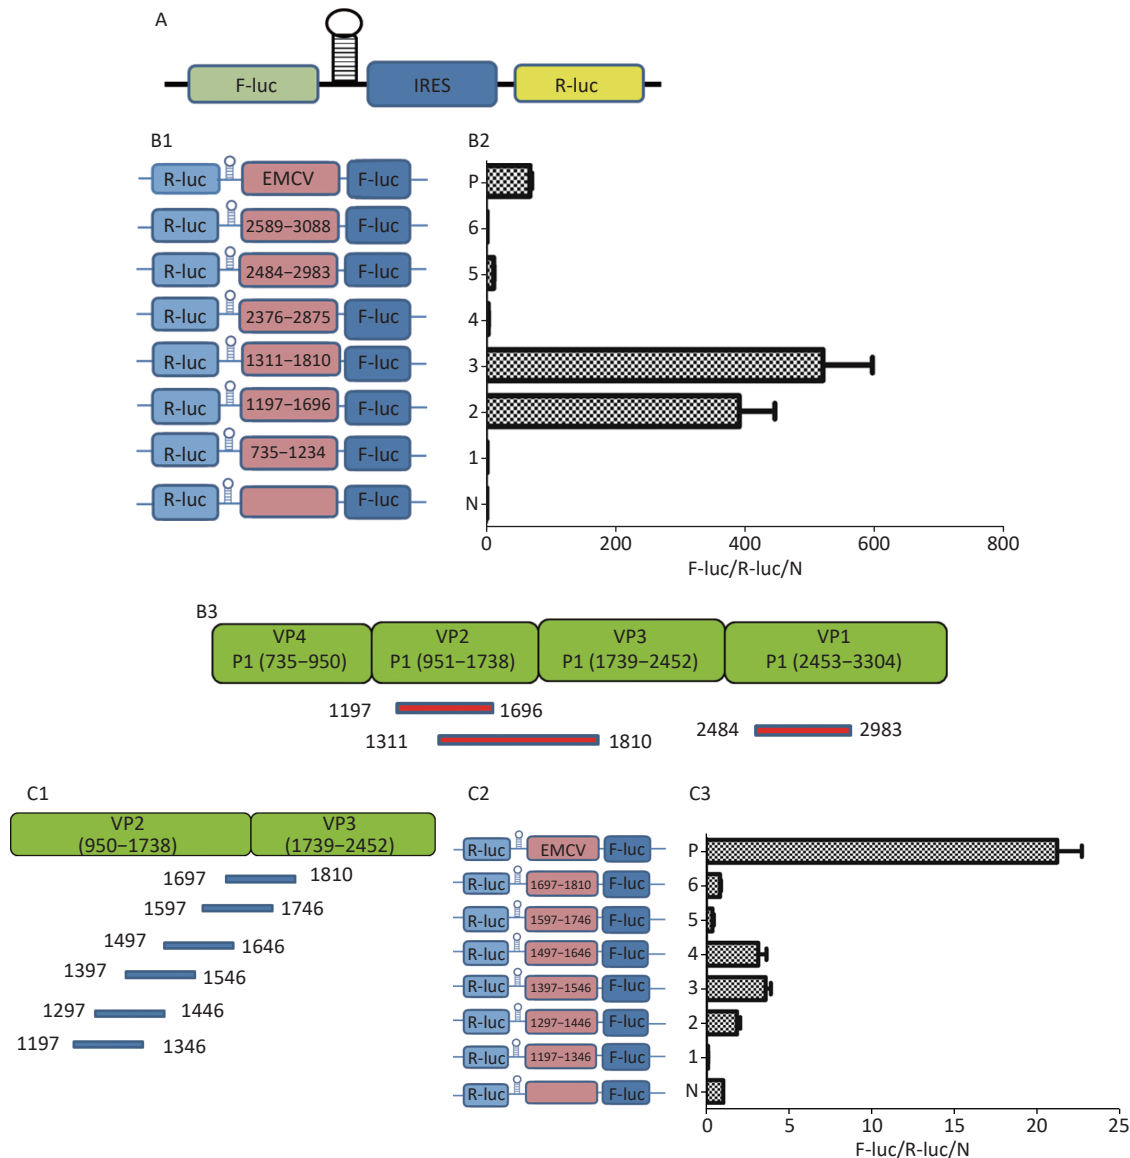 A
F-luc IRES R-luc
B1
R-luc EMCV F-luc
R-luc 2589–3088 F-luc
R-luc 2484–2983 F-luc
R-luc 2376–2875 F-luc
R-luc 1311–1810 F-luc
R-luc 1197–1696 F-luc
R-luc 735–1234 F-luc
R-luc F-luc
B2
P
6
5
4
3
2
1
N
0 200 400 600 800
F-luc/R-luc/N
B3
VP4 VP2 VP3 VP1
P1 (735–950) P1 (951–1738) P1 (1739–2452) P1 (2453–3304)
1197 1696
1311 1810
2484 2983
C1
VP2 VP3
(950–1738) (1739–2452)
1697 1810
1597 1746
1497 1646
1397 1546
1297 1446
1197 1346
C2
R-luc EMCV F-luc
R-luc 1697–1810 F-luc
R-luc 1597–1746 F-luc
R-luc 1497–1646 F-luc
R-luc 1397–1546 F-luc
R-luc 1297–1446 F-luc
R-luc 1197–1346 F-luc
R-luc F-luc
C3
P
6
5
4
3
2
1
N
0 5 10 15 20 25
F-luc/R-luc/N